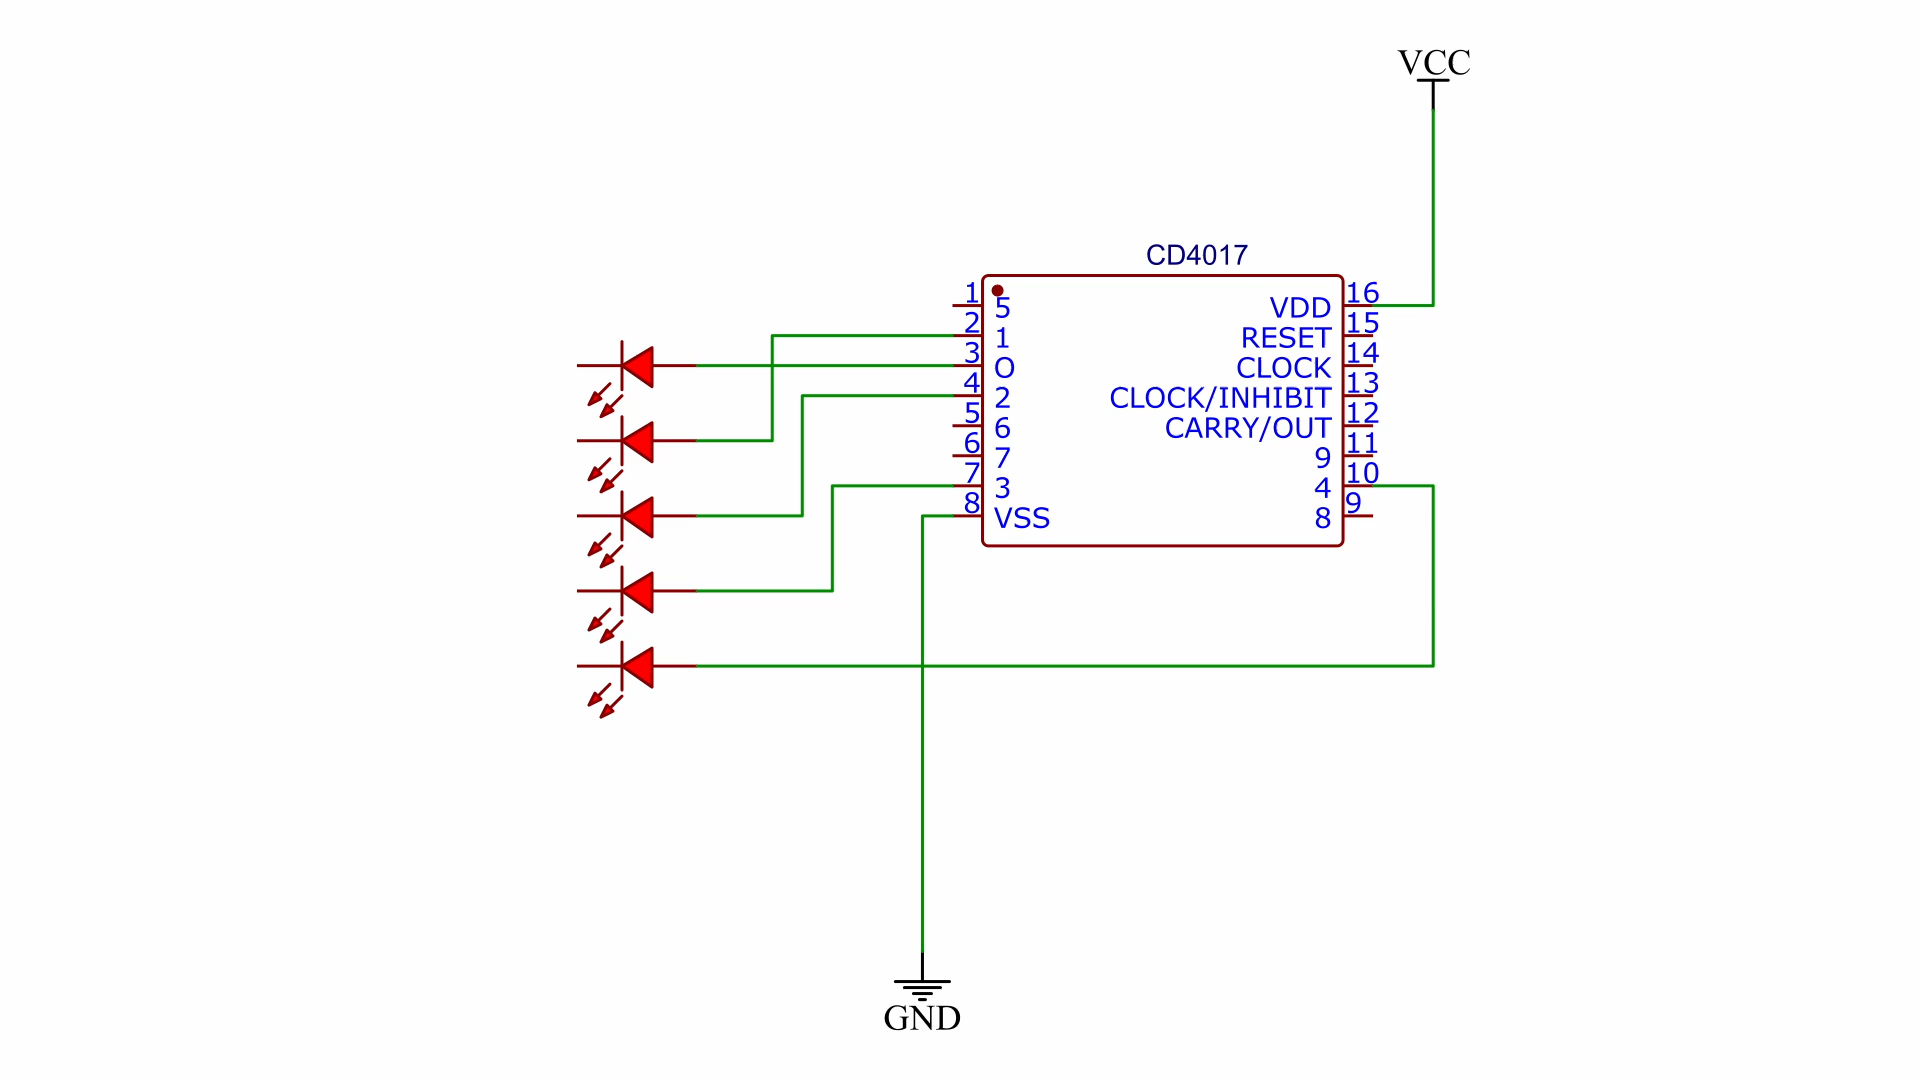 VCC
CD4017
1 5 VDD 16
2 1 RESET 15
3 O CLOCK 14
4 2 CLOCK/INHIBIT 13
5 6 CARRY/OUT 12
6 7 9 11
7 3 4 10
8 VSS 8 9
GND